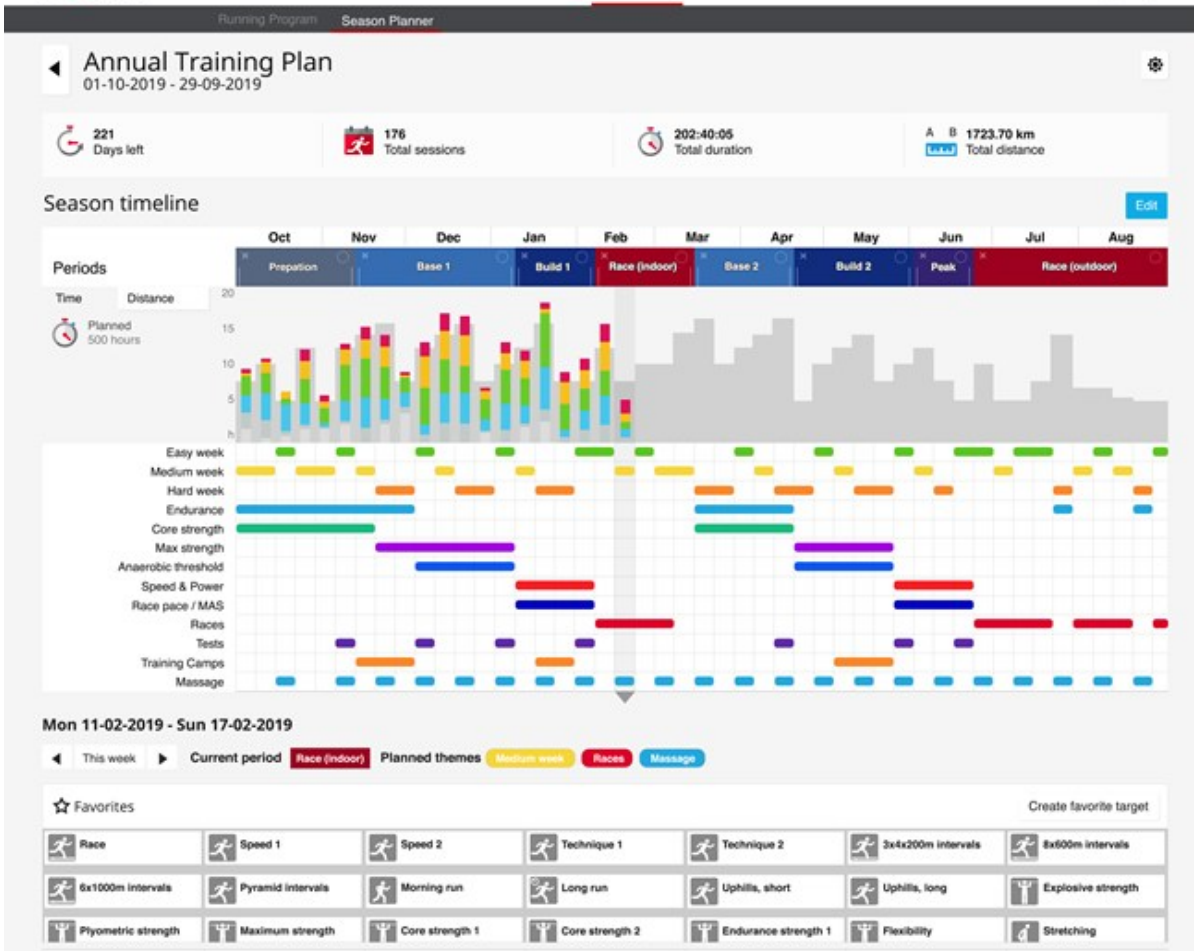 Running Program Season Planner
Annual Training Plan
01-10-2019 - 29-09-2019
221
Days left
176
Total sessions
202:40:05
Total duration
A B 1723.70 km
Total distance
Season timeline
Edit
Oct Nov Dec Jan Feb Mar Apr May Jun Jul Aug
Periods
Prepation Base 1 Build 1 Race (indoor) Base 2 Build 2 Peak Race (outdoor)
Time Distance
Planned
500 hours
20
15
10
5
h
Easy week
Medium week
Hard week
Endurance
Core strength
Max strength
Anaerobic threshold
Speed & Power
Race pace / MAS
Races
Tests
Training Camps
Massage
Mon 11-02-2019 - Sun 17-02-2019
This week Current period Race (indoor) Planned themes Medium week Races Massage
Favorites Create favorite target
Race Speed 1 Speed 2 Technique 1 Technique 2 3x4x200m intervals 8x600m intervals
6x1000m intervals Pyramid intervals Morning run Long run Uphills, short Uphills, long Explosive strength
Plyometric strength Maximum strength Core strength 1 Core strength 2 Endurance strength 1 Flexibility Stretching